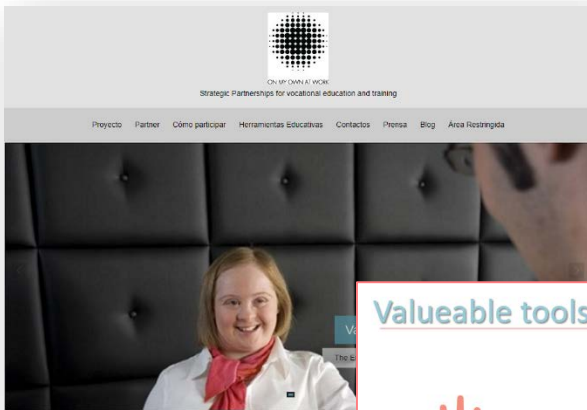 ON MY OWN AT WORK
Strategic Partnerships for vocational education and training
Proyecto Partner Cómo participar Herramientas Educativas Contactos Prensa Blog Área Restringida
The
Valueable tools